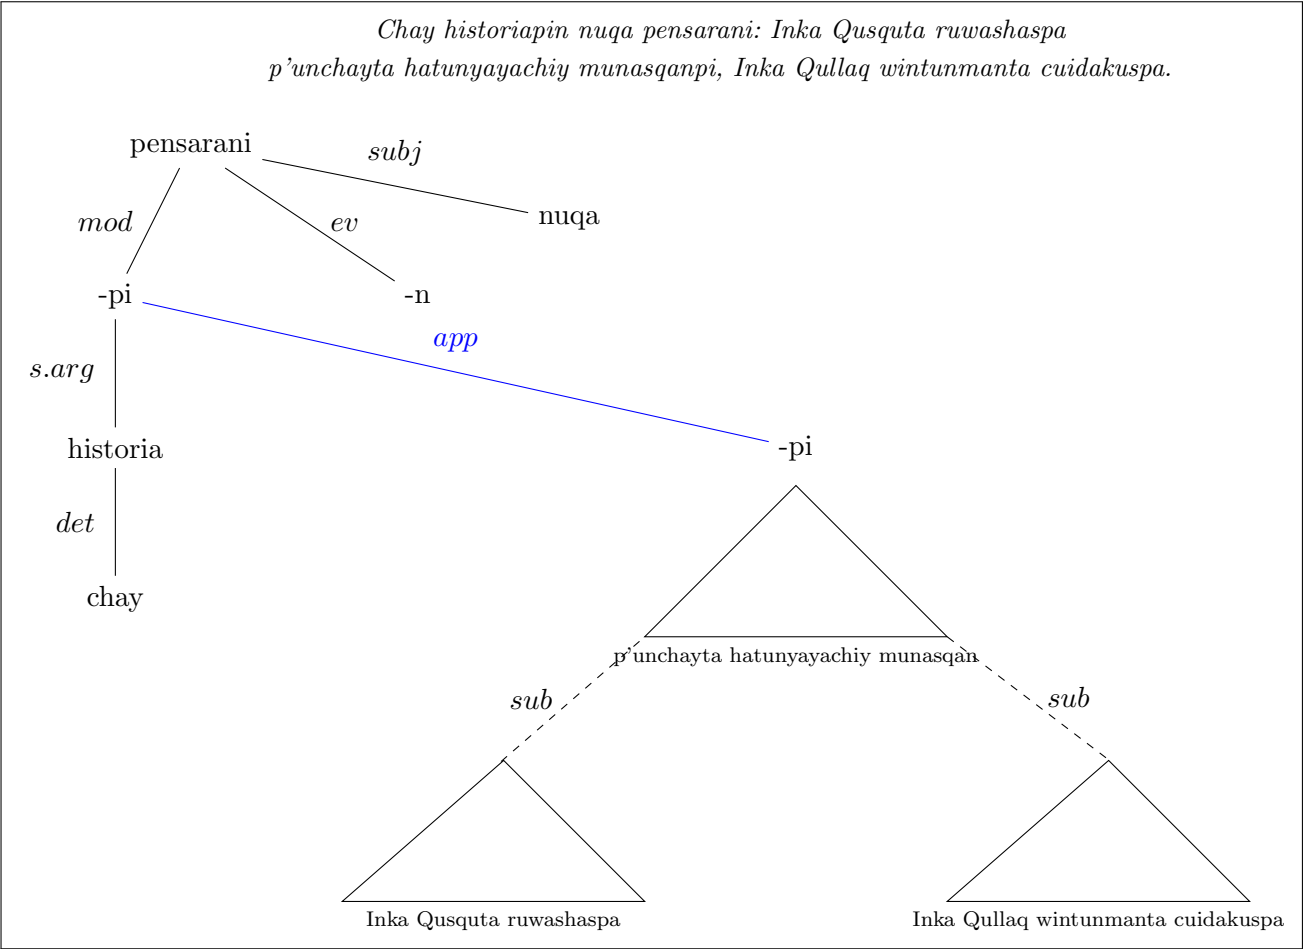 Chay historiapin nuqa pensarani: Inka Qusquta ruwashaspa
p'unchayta hatunyayachiy munasqanpi, Inka Qullaq wintunmanta cuidakuspa.
pensarani
subj
mod
ev
nuqa
-pi
-n
app
s.arg
historia
-pi
det
chay
p'unchayta hatunyayachiy munasqan
sub
sub
Inka Qusquta ruwashaspa
Inka Qullaq wintunmanta cuidakuspa